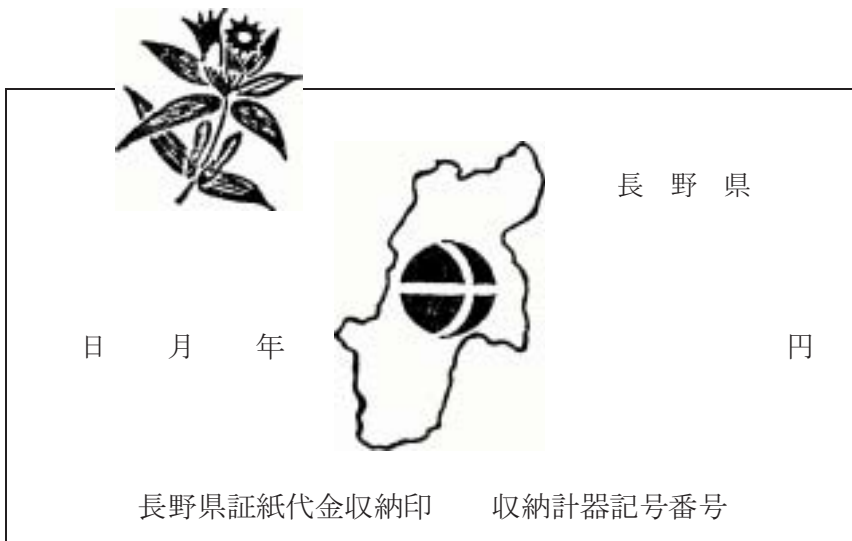 長 野 県
日 月 年 円
長野県証紙代金収納印 収納計器記号番号